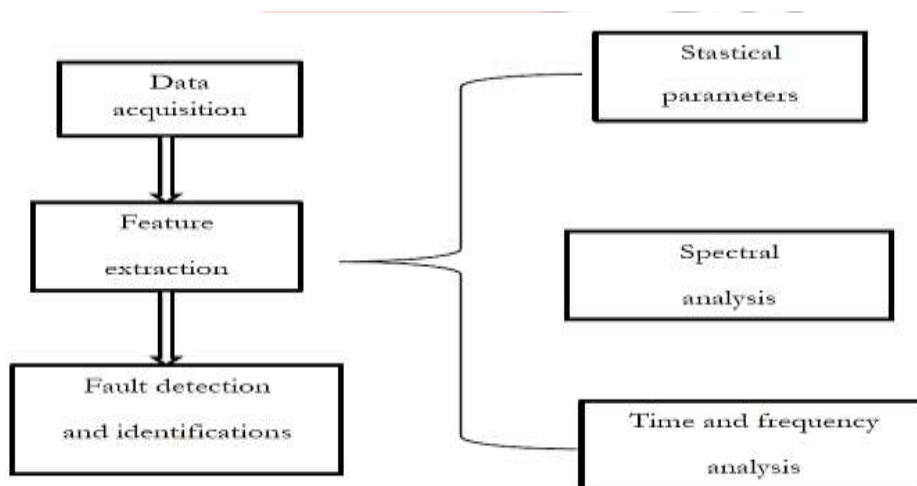 Data
acquisition
Feature
extraction
Fault detection
and identifications
Stastical
parameters
Spectral
analysis
Time and frequency
analysis